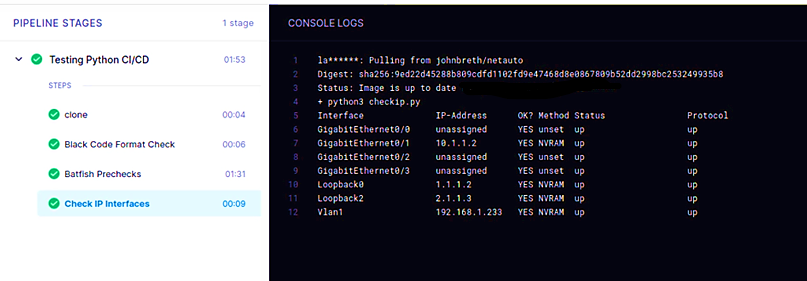 PIPELINE STAGES 1 stage
Testing Python CI/CD 01:53
STEPS
clone 00:04
Black Code Format Check 00:06
Batfish Prechecks 01:31
Check IP Interfaces 00:09
CONSOLE LOGS
1 la******: Pulling from johnbreth/netauto
2 Digest: sha256:9ed22d45288b809cdfd1102fd9e47468d8e0867809b52dd2998bc253249935b8
3 Status: Image is up to date
4 + python3 checkip.py
5 Interface IP-Address OK? Method Status Protocol
6 GigabitEthernet0/0 unassigned YES unset up up
7 GigabitEthernet0/1 10.1.1.2 YES NVRAM up up
8 GigabitEthernet0/2 unassigned YES unset up up
9 GigabitEthernet0/3 unassigned YES unset up up
10 Loopback0 1.1.1.2 YES NVRAM up up
11 Loopback2 2.1.1.3 YES NVRAM up up
12 Vlan1 192.168.1.233 YES NVRAM up up